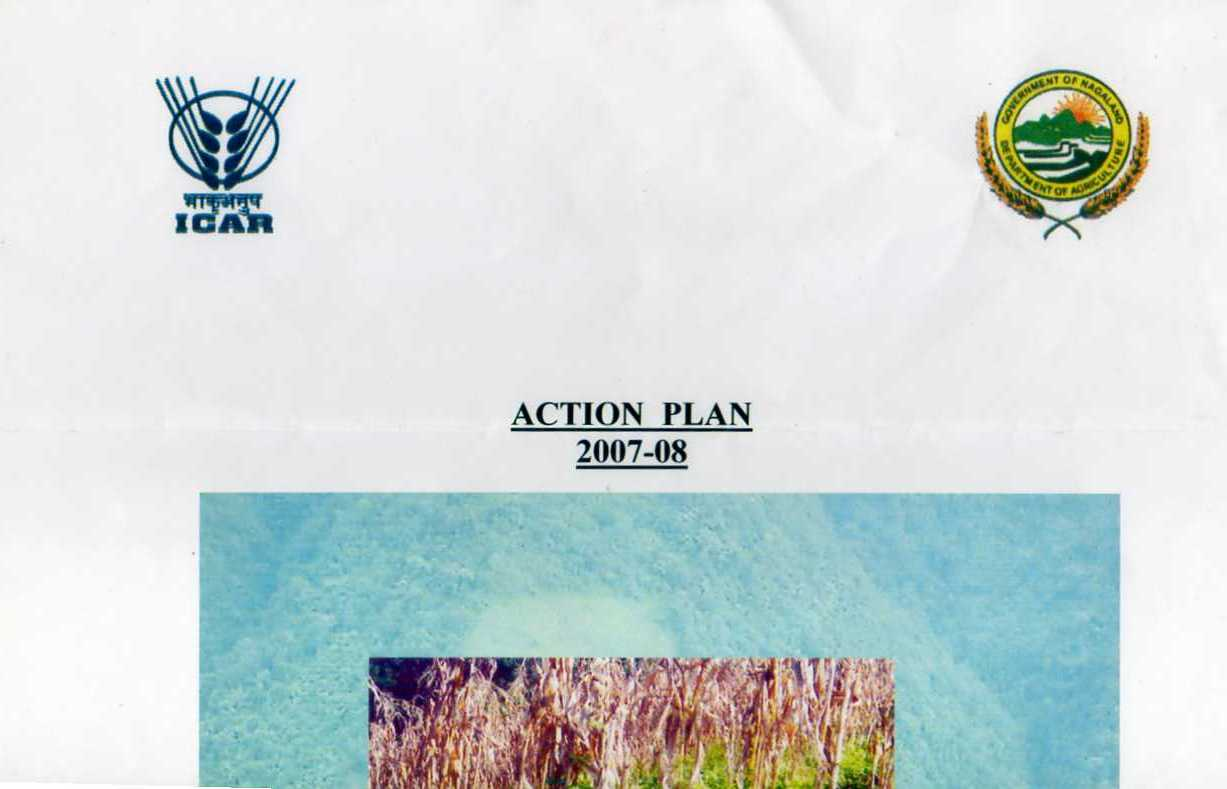 भाकृअनुप
ICAR
GOVERNMENT OF NAGALAND
DEPARTMENT OF AGRICULTURE
ACTION PLAN
2007-08